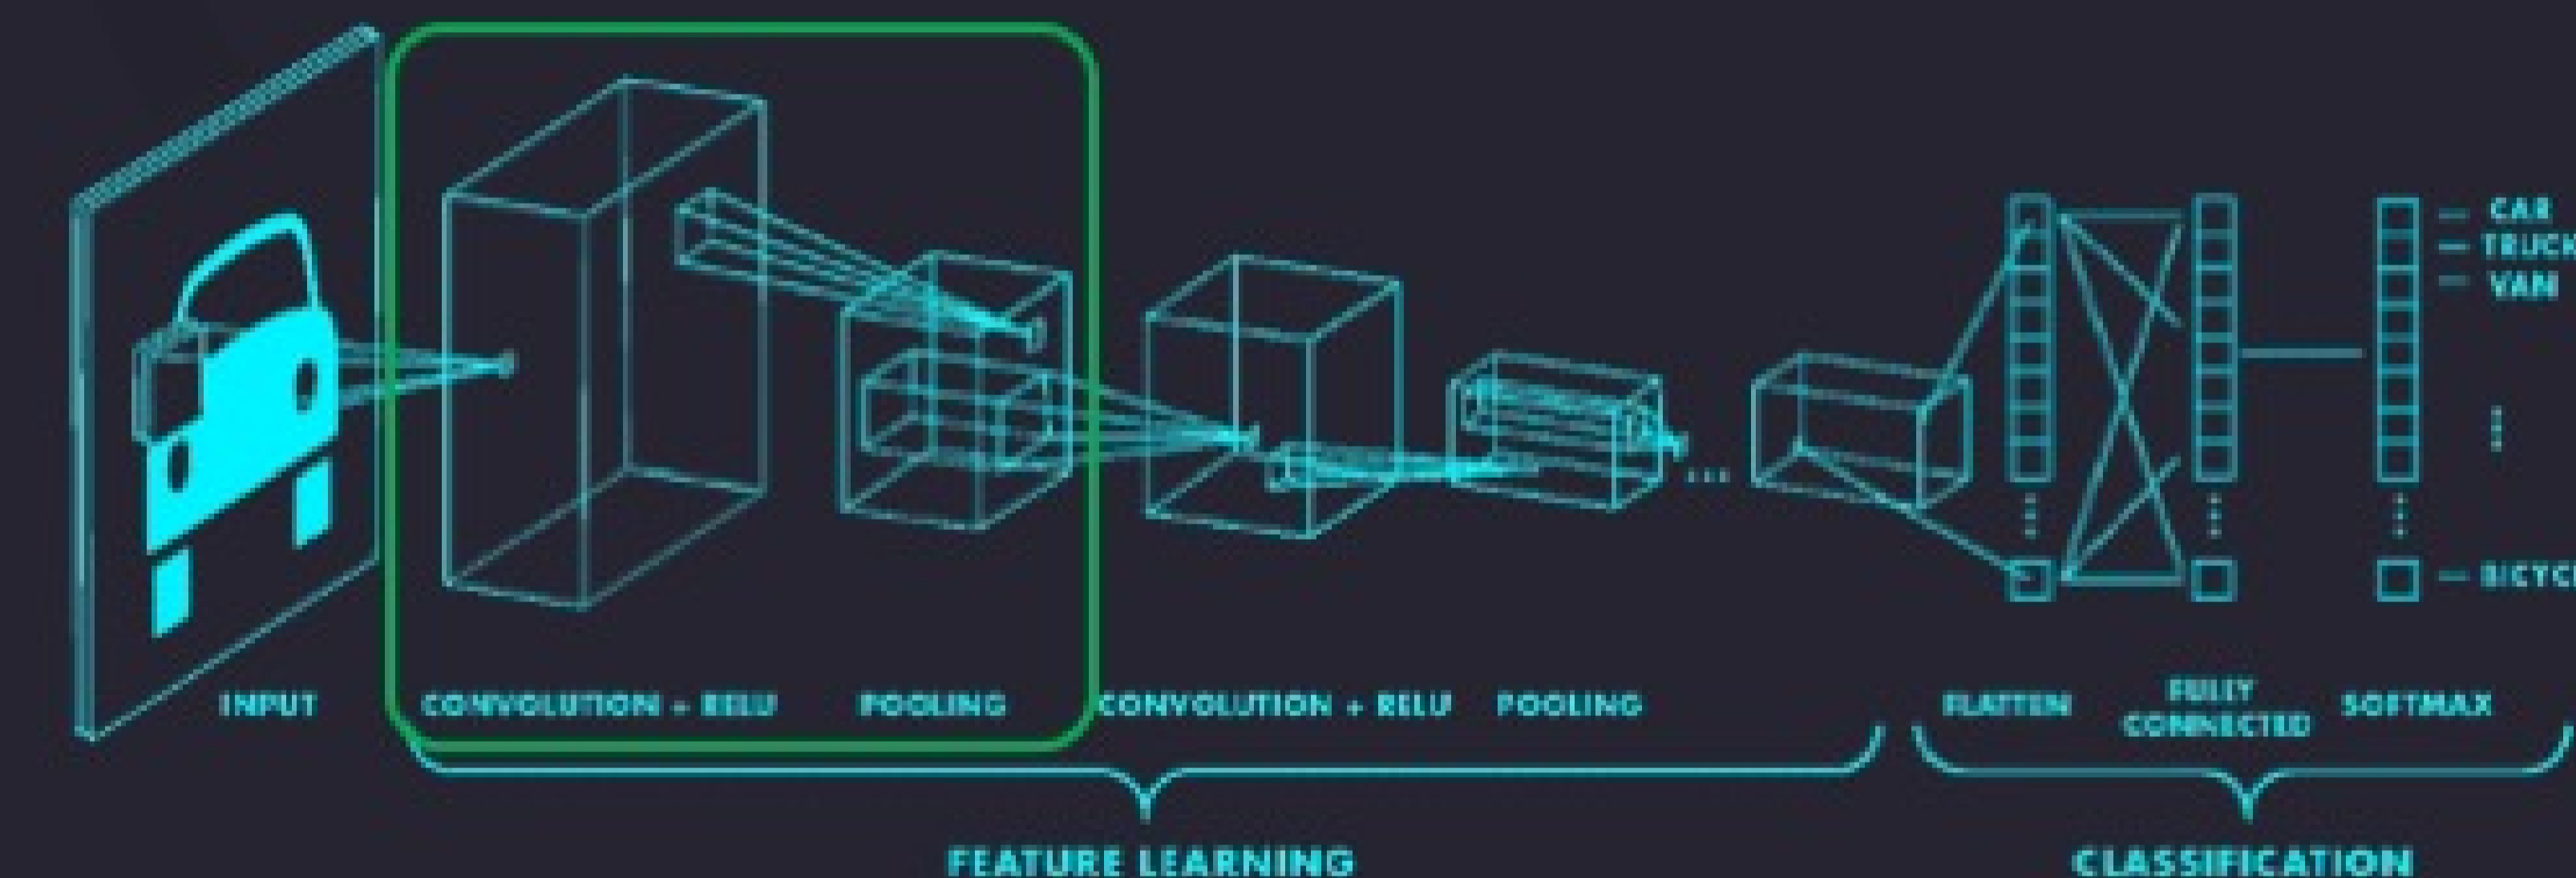 CAR
TRUCK
VAN
INPUT
CONVOLUTION + RELU
POOLING
CONVOLUTION + RELU
POOLING
FLATTEN
FULLY
CONNECTED
SOFTMAX
FEATURE LEARNING
CLASSIFICATION